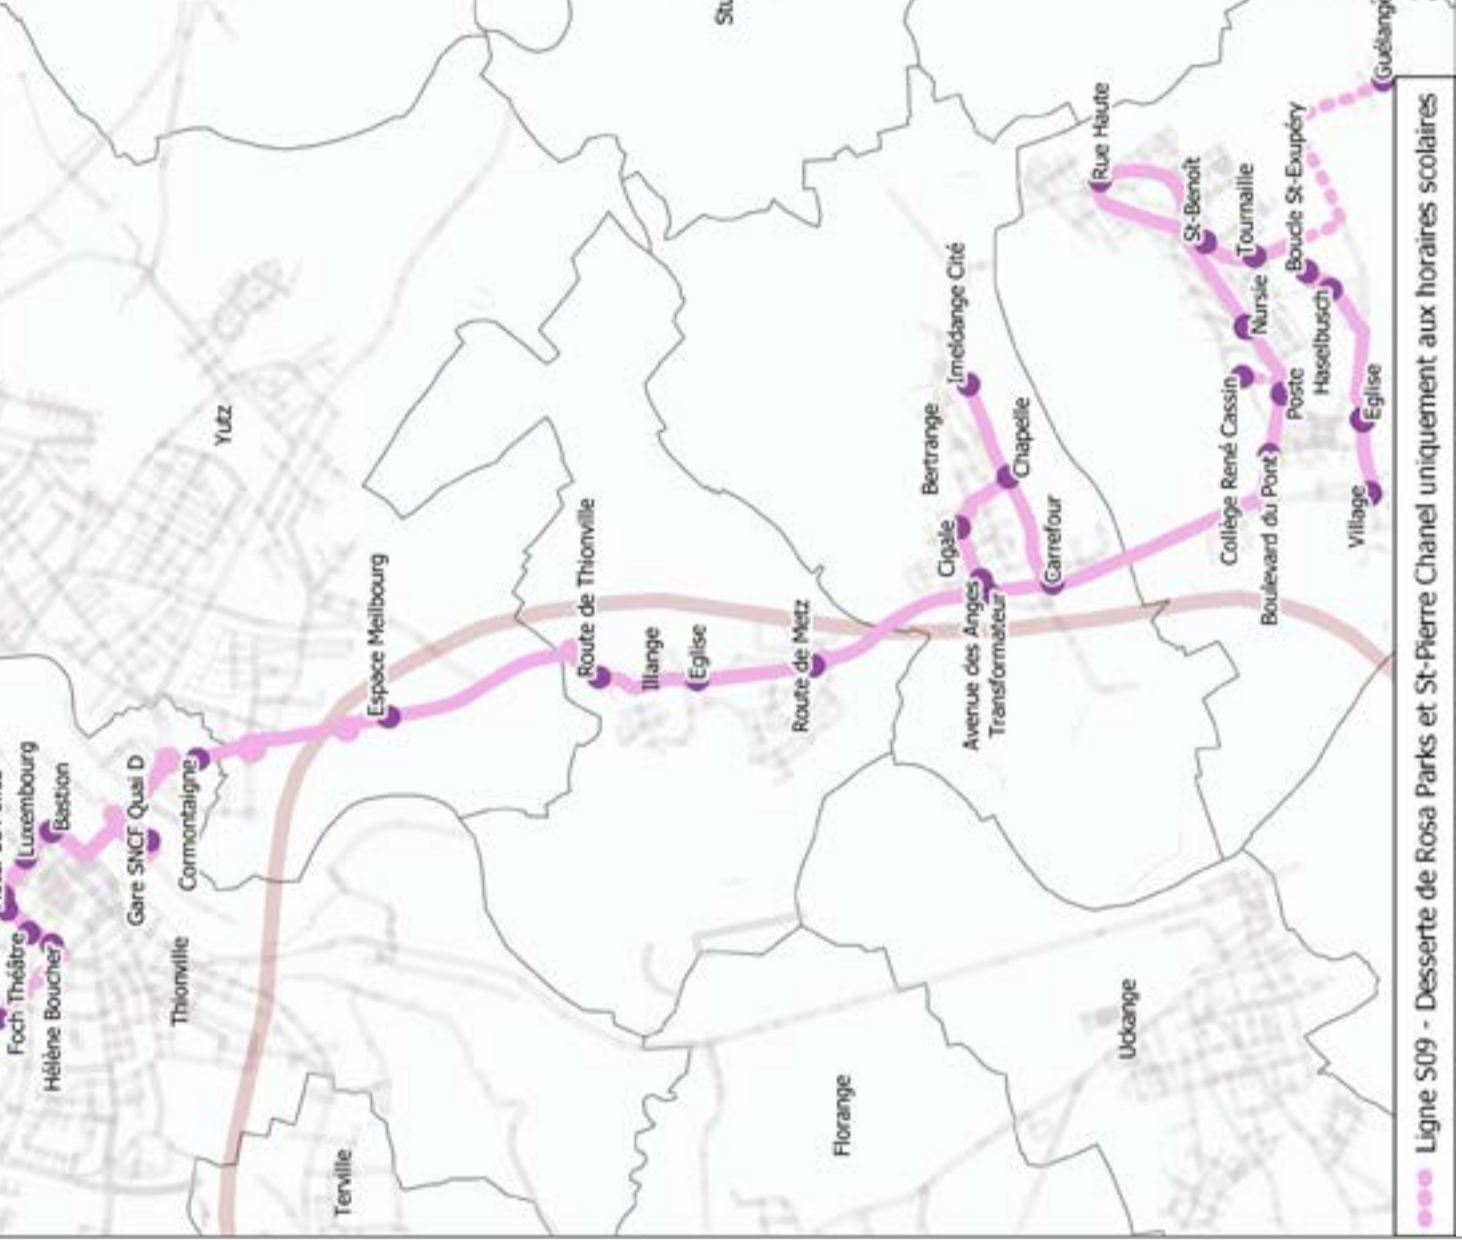 Foch Théâtre
Luxembourg
Hélène Boucher
Bastion
Gare SNCF Quai D
Thionville
Cormontaigne
Yutz
Terville
Espace Meilbourg
Route de Thionville
Illange
Eglise
Stu
Route de Metz
Florange
Bertrange
Cigale
Imeldange Cité
Avenue des Anges
Transformateur
Chapelle
Carrefour
Rue Haute
Uckange
St-Benoît
Collège René Cassin
Tournaille
Nursie
Boulevard du Pont
Poste
Boucle St-Exupéry
Haselbusch
Village
Eglise
Guélang
Ligne S09 - Desserte de Rosa Parks et St-Pierre Chanel uniquement aux horaires scolaires